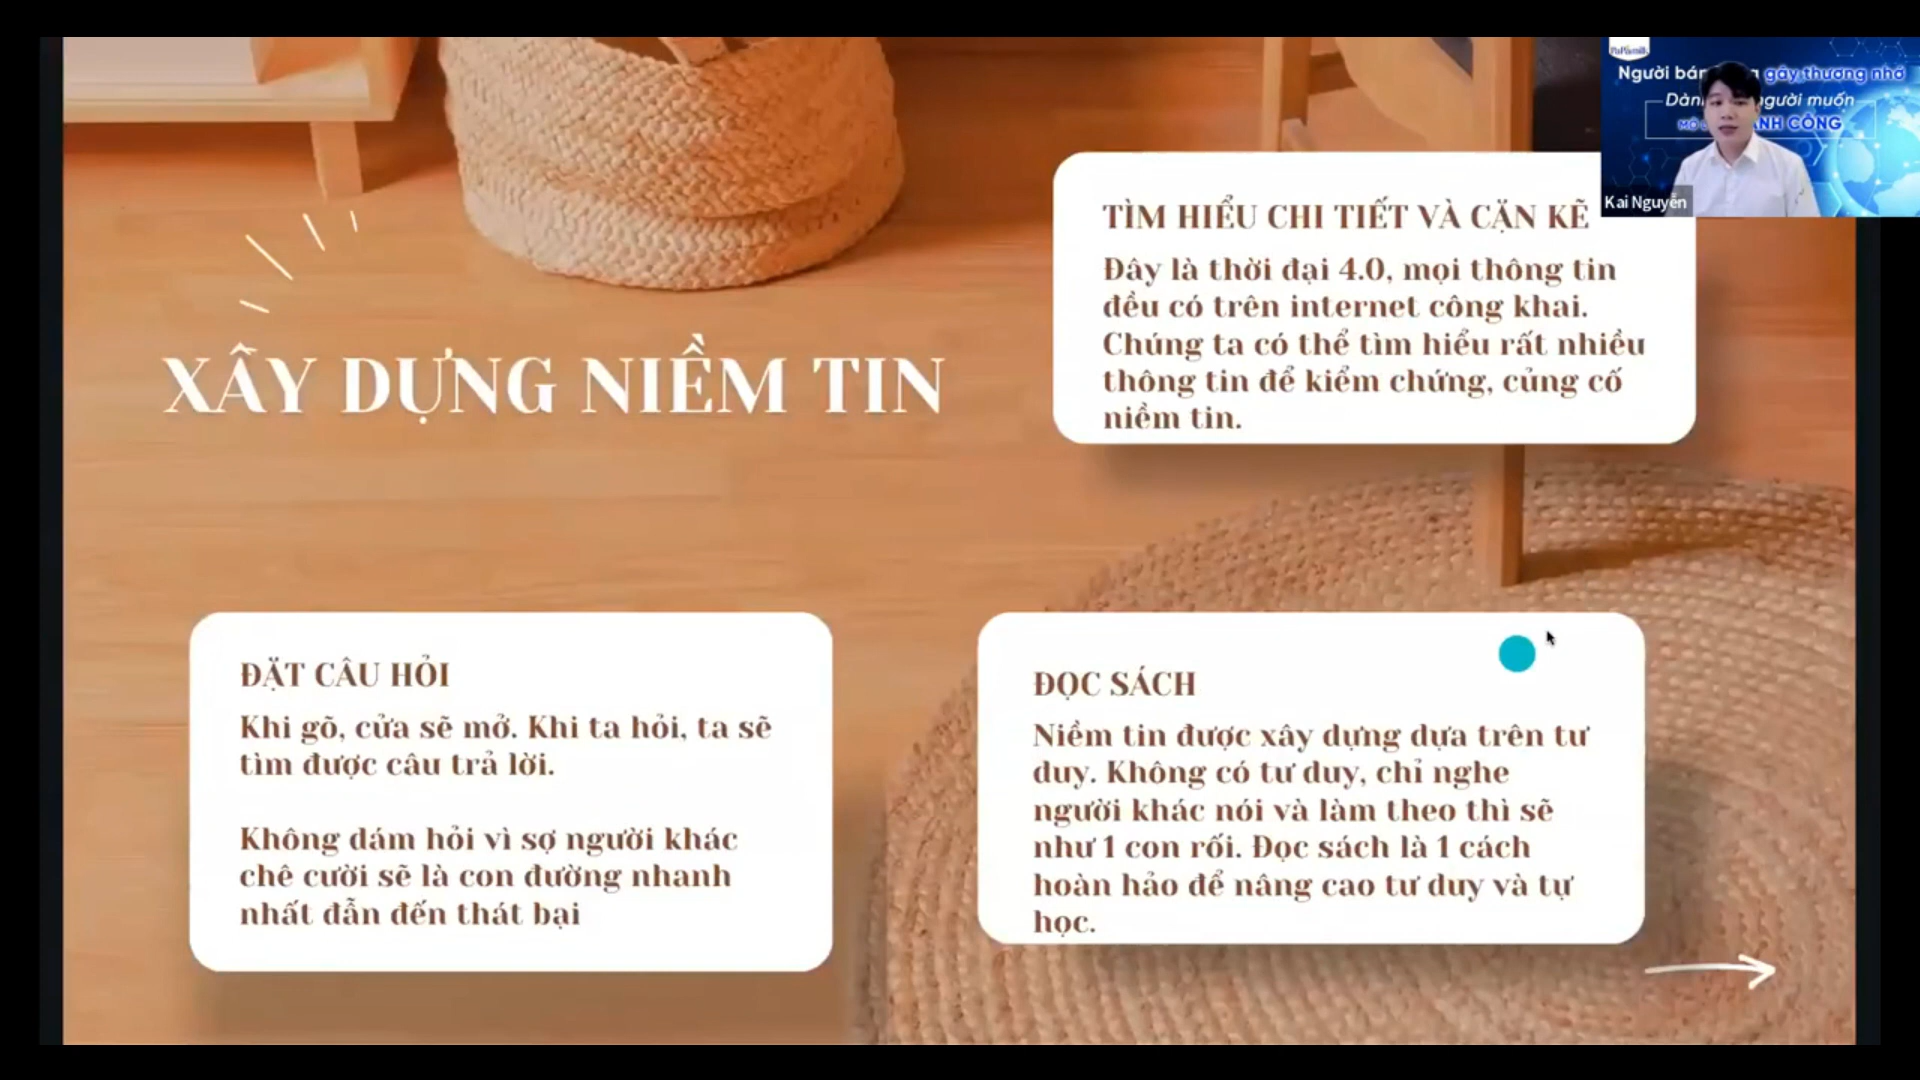 Người bán gây thương nhớ
Dành người muốn
ÀNH CÔNG
Kai Nguyễn
XÂY DỰNG NIỀM TIN
TÌM HIỂU CHI TIẾT VÀ CẶN KẼ
Đây là thời đại 4.0, mọi thông tin
đều có trên internet công khai.
Chúng ta có thể tìm hiểu rất nhiều
thông tin để kiểm chứng, củng cố
niềm tin.
ĐẶT CÂU HỎI
Khi gõ, cửa sẽ mở. Khi ta hỏi, ta sẽ
tìm được câu trả lời.
Không dám hỏi vì sợ người khác
chê cười sẽ là con đường nhanh
nhất đẫn đến thát bại
ĐỌC SÁCH
Niềm tin được xây dựng dựa trên tư
duy. Không có tư duy, chỉ nghe
người khác nói và làm theo thì sẽ
như 1 con rối. Đọc sách là 1 cách
hoàn hảo để nâng cao tư duy và tự
học.